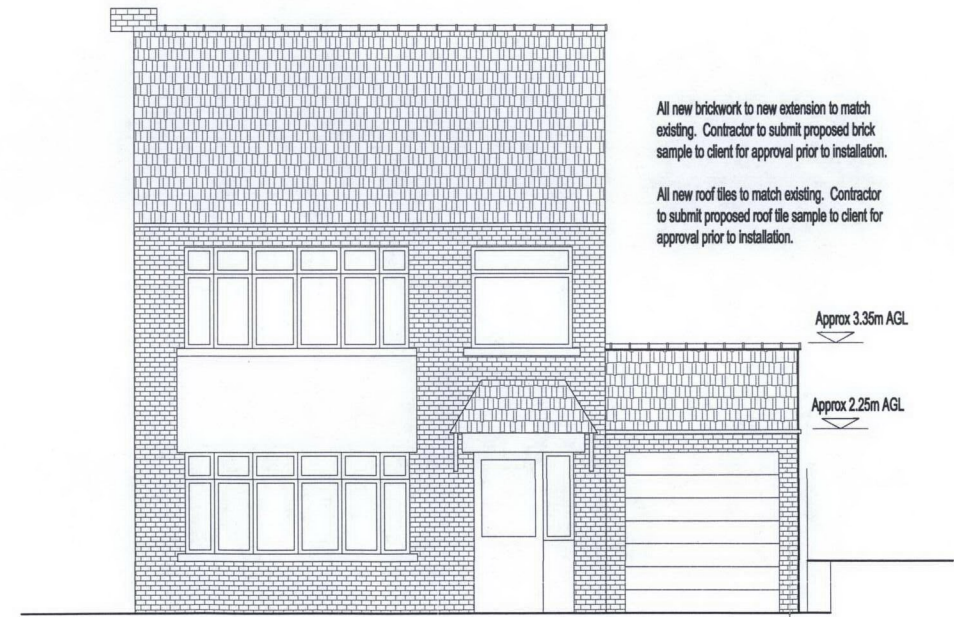 All new brickwork to new extension to match
existing. Contractor to submit proposed brick
sample to client for approval prior to installation.
All new roof tiles to match existing. Contractor
to submit proposed roof tile sample to client for
approval prior to installation.
Approx 3.35m AGL
Approx 2.25m AGL